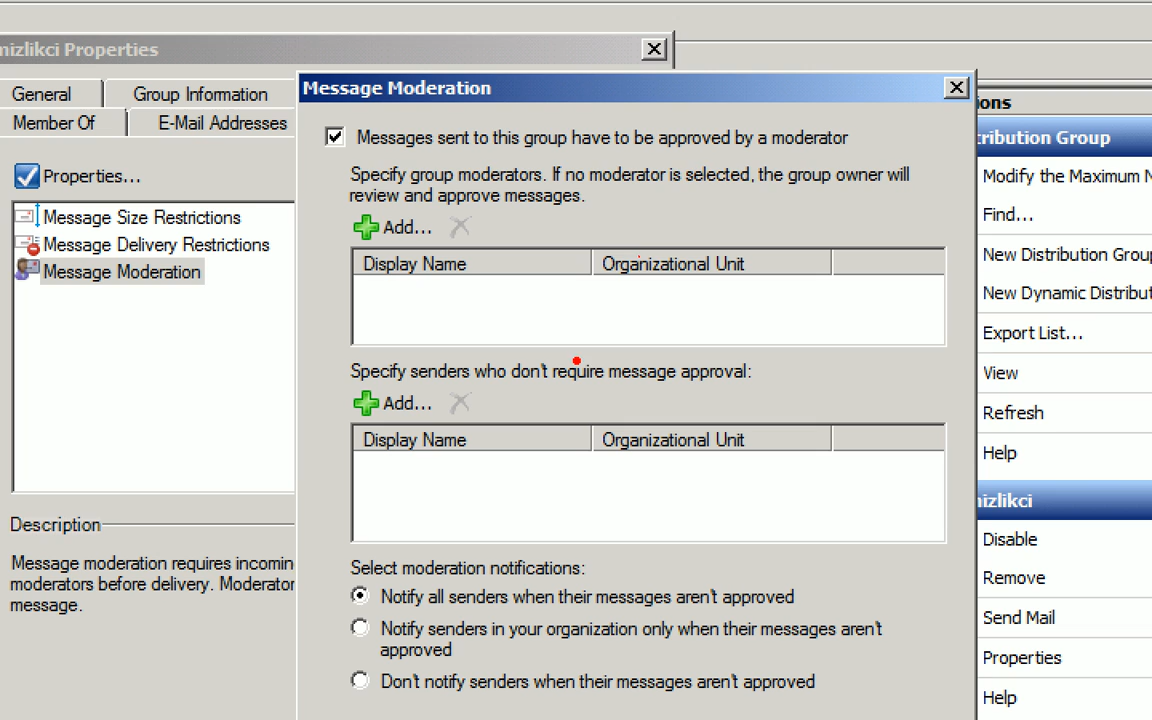 nizlikci Properties
General
Group Information
Member Of
E-Mail Addresses
Properties...
Message Size Restrictions
Message Delivery Restrictions
Message Moderation
Description
Message moderation requires incomin
moderators before delivery. Moderator
message.
Message Moderation
Messages sent to this group have to be approved by a moderator
Specify group moderators. If no moderator is selected, the group owner will
review and approve messages.
Add...
Display Name
Organizational Unit
Specify senders who don't require message approval:
Add...
Display Name
Organizational Unit
Select moderation notifications:
Notify all senders when their messages aren't approved
Notify senders in your organization only when their messages aren't
approved
Don't notify senders when their messages aren't approved
ions
tribution Group
Modify the Maximum N
Find...
New Distribution Group
New Dynamic Distribut
Export List...
View
Refresh
Help
nizlikci
Disable
Remove
Send Mail
Properties
Help